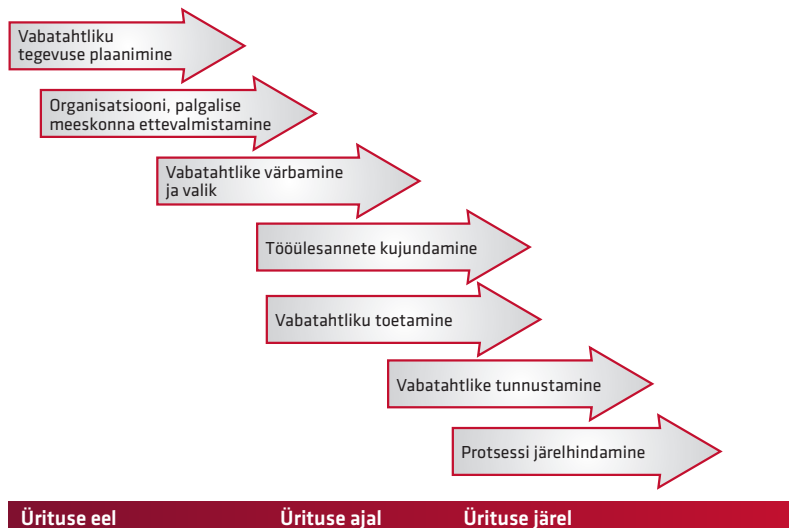 Vabatahtliku
tegevuse plaanimine
Organisatsiooni, palgalise
meeskonna ettevalmistamine
Vabatahtlike värbamine
ja valik
Tööülesannete kujundamine
Vabatahtliku toetamine
Vabatahtlike tunnustamine
Protsessi järelhindamine
Ürituse eel Ürituse ajal Ürituse järel